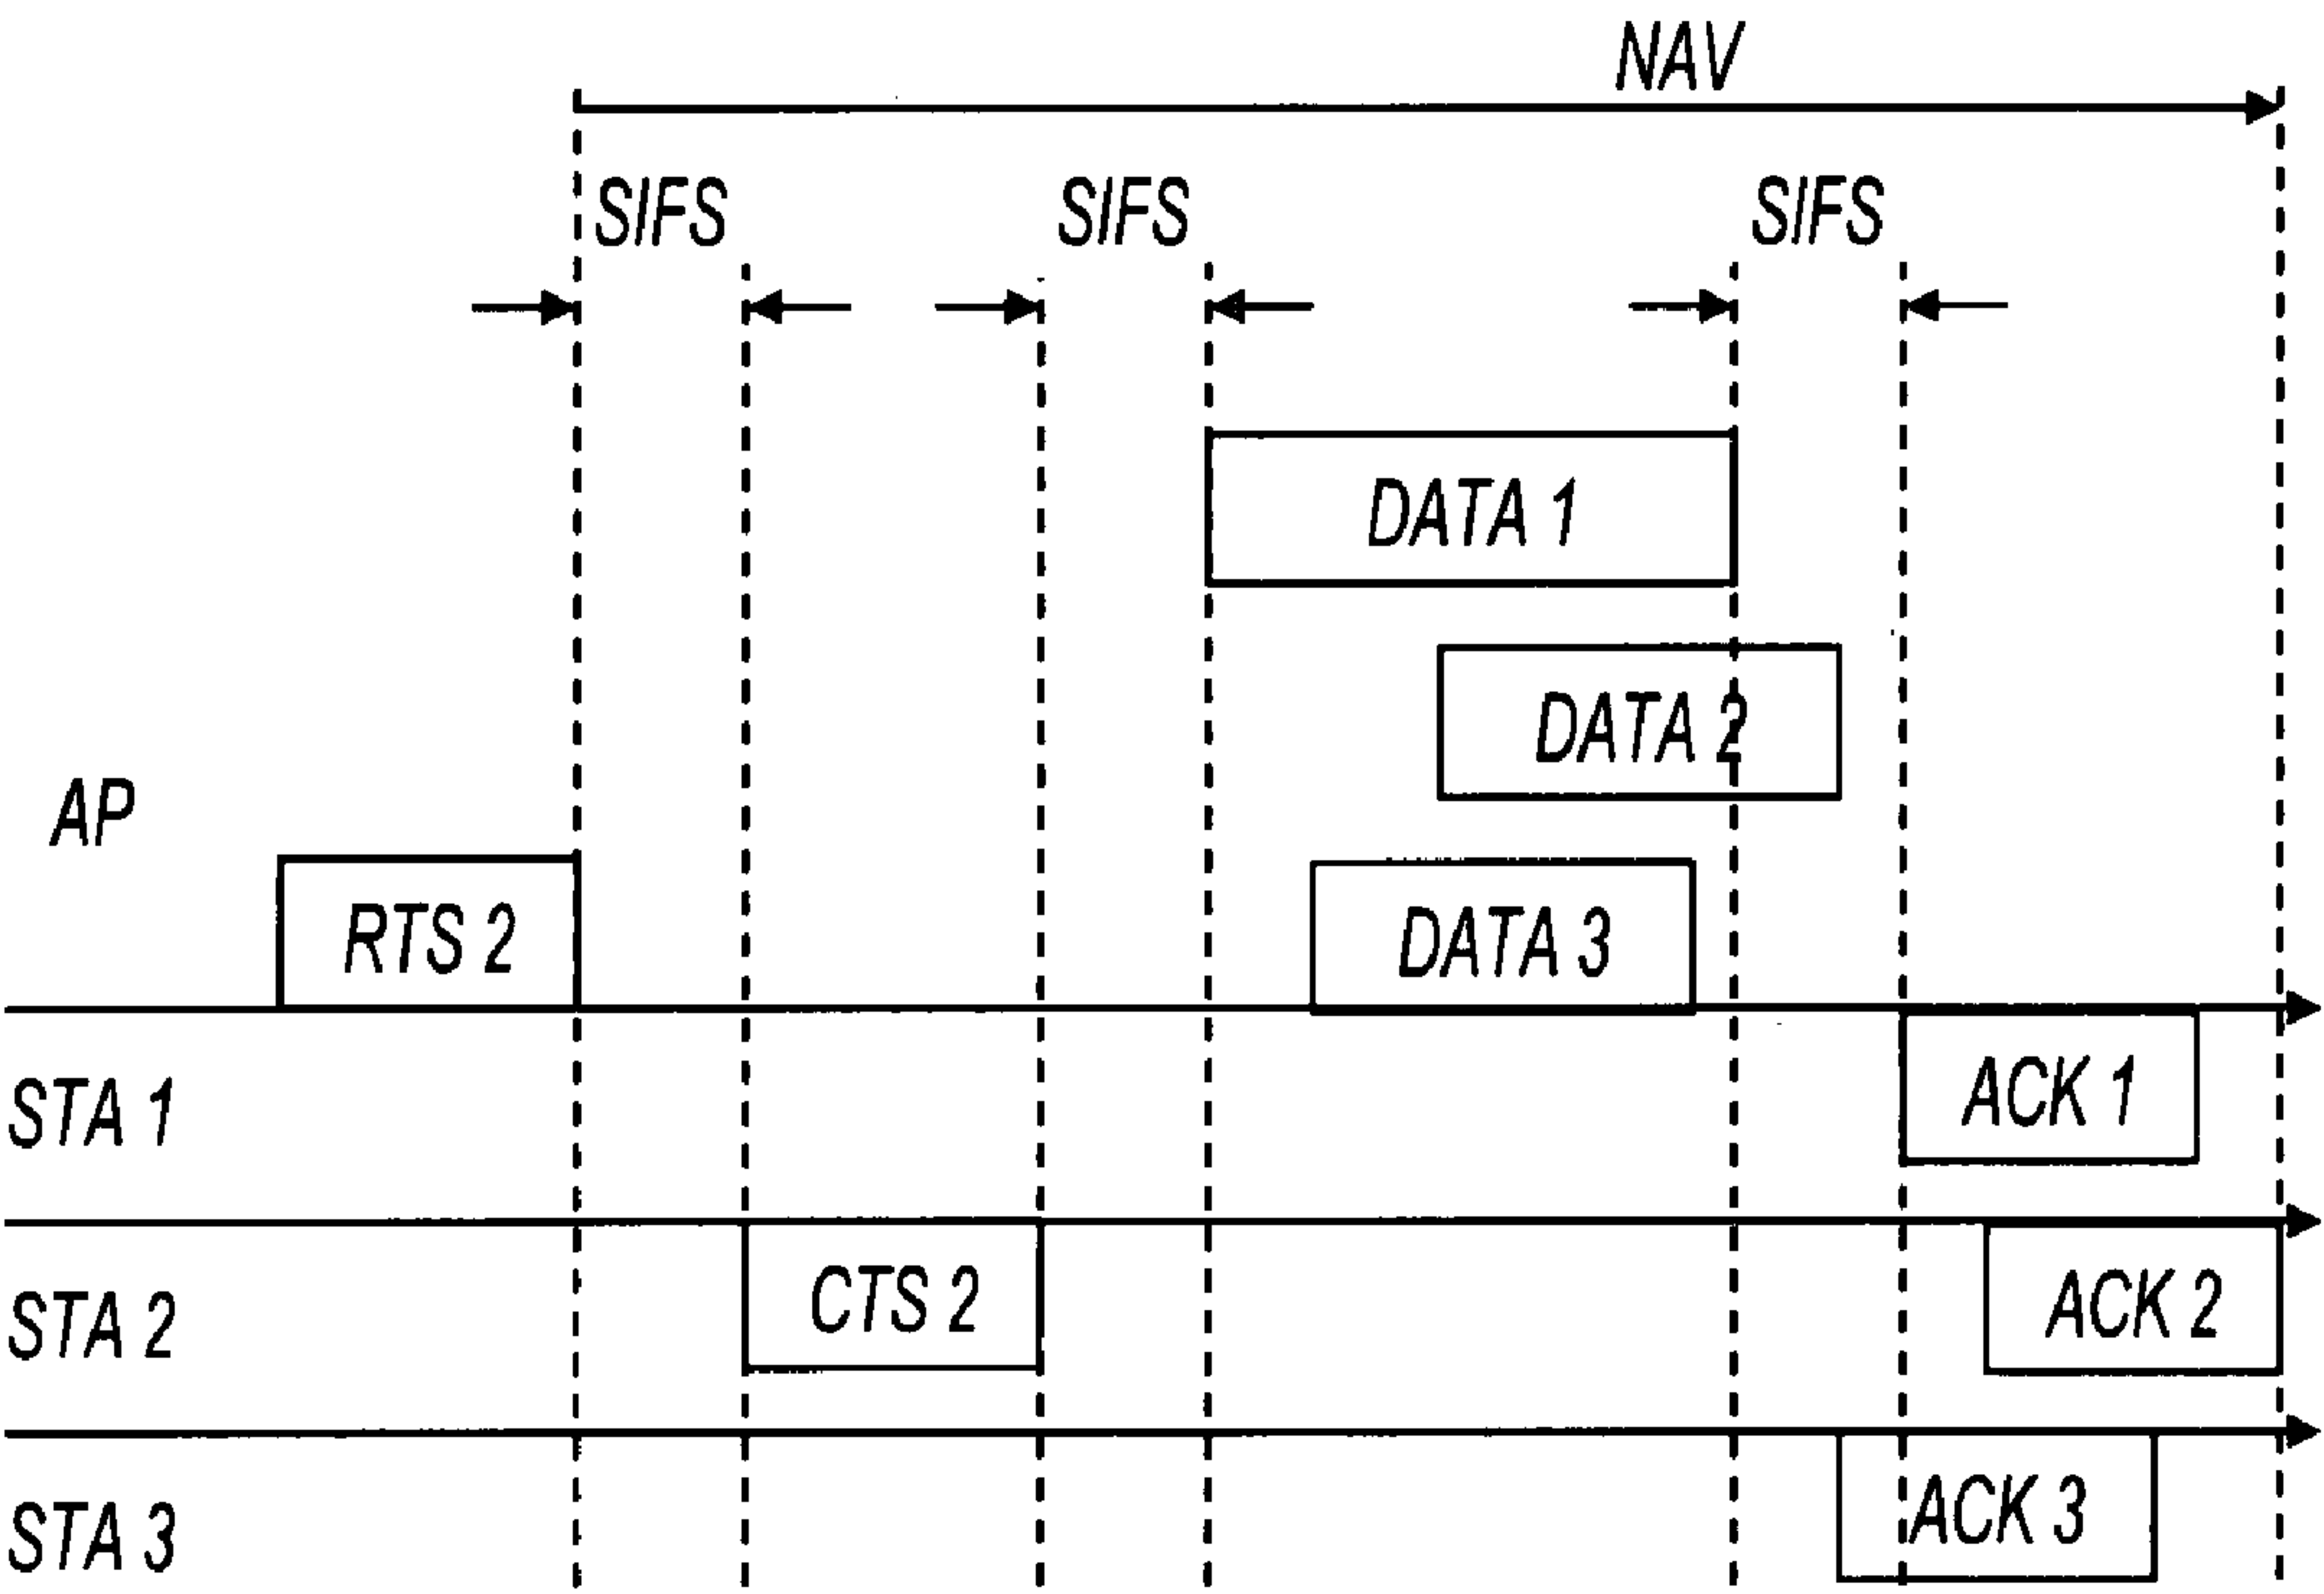 NAV
SIFS SIFS SIFS
DATA 1
DATA 2
AP
RTS 2 DATA 3
STA 1 ACK 1
STA 2 CTS 2 ACK 2
STA 3 ACK 3